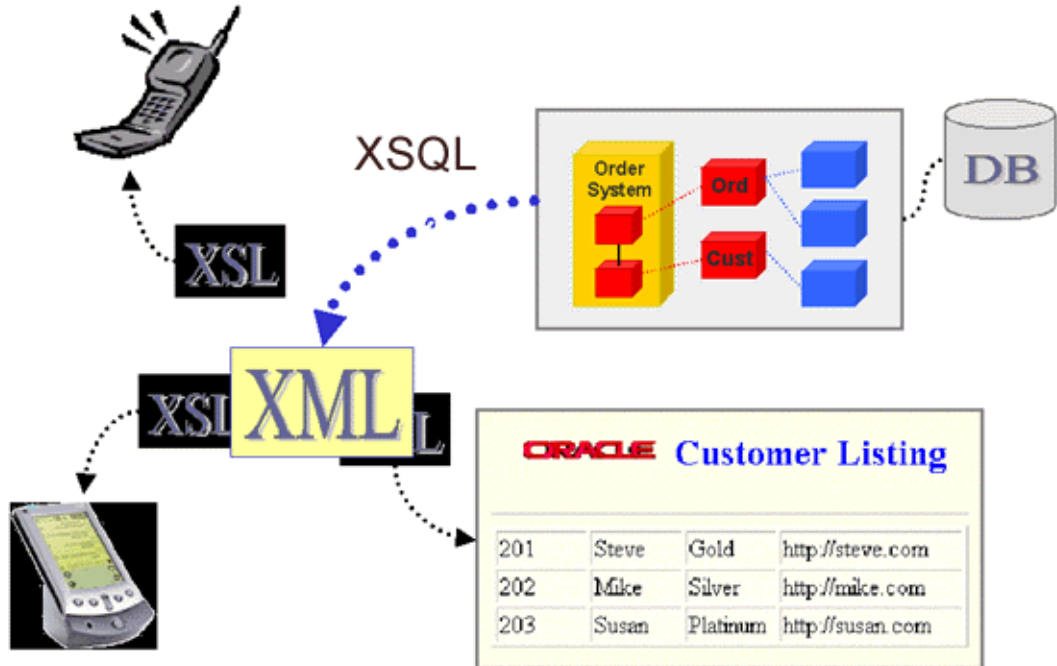 XSQL
Order
System
Ord
Cust
DB
XSL
XSL
XML
L
ORACLE Customer Listing
201 Steve Gold http://steve.com
202 Mike Silver http://mike.com
203 Susan Platinum http://susan.com